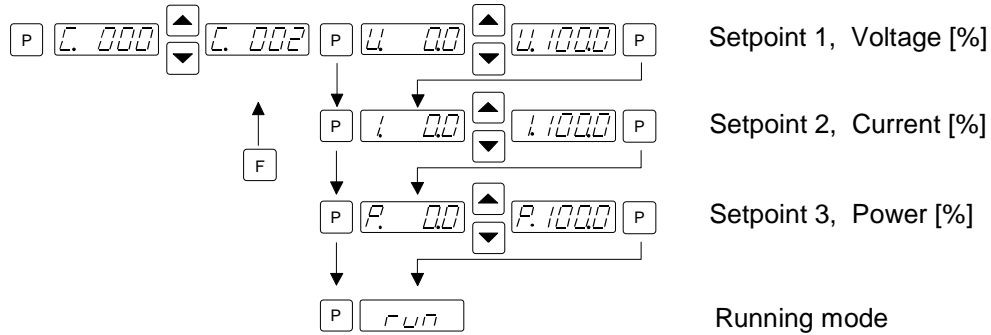 P C. 000 C. 002 P U. 0.0 U.100.0 P Setpoint 1, Voltage [%]
P I. 0.0 I.100.0 P Setpoint 2, Current [%]
F
P P. 0.0 P.100.0 P Setpoint 3, Power [%]
P run Running mode